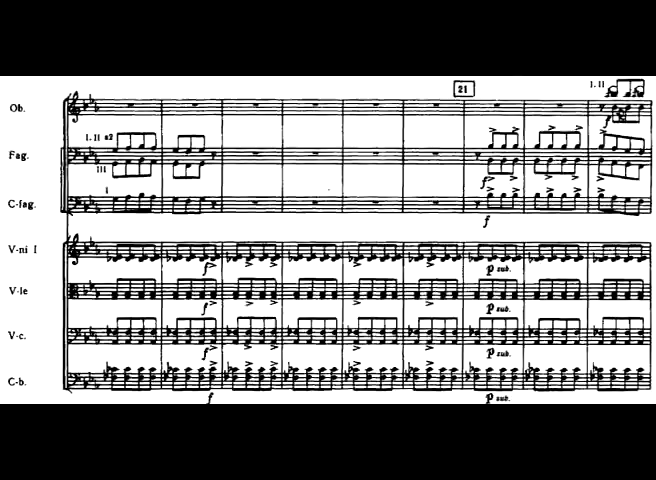 21
I. II
Ob.
f
I. II a2
Fag.
III
f
I
C-fag.
f
V-ni I
f
p sub.
V-le
f
p sub.
V-c.
f
p sub.
C-b.
f
p sub.